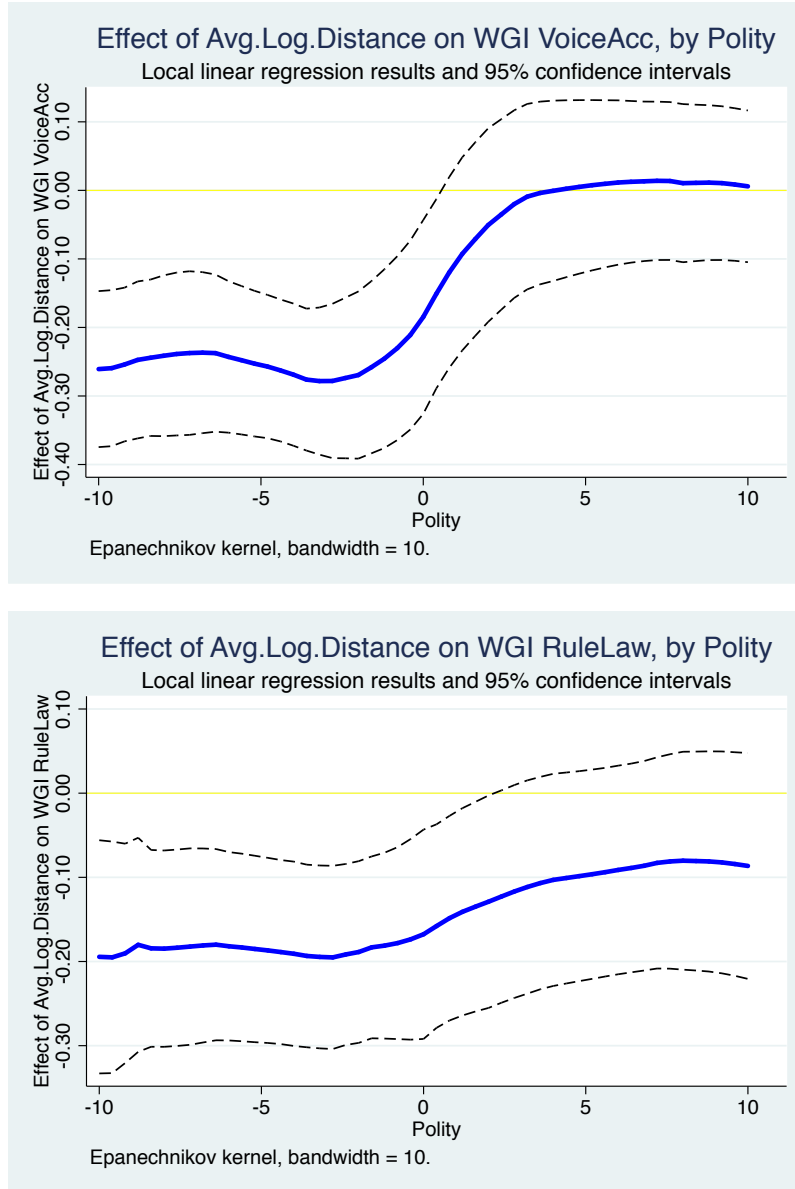 Effect of Avg.Log.Distance on WGI VoiceAcc, by Polity
Local linear regression results and 95% confidence intervals
Effect of Avg.Log.Distance on WGI VoiceAcc
0.10
0.00
-0.10
-0.20
-0.30
-0.40
-10 -5 0 5 10
Polity
Epanechnikov kernel, bandwidth = 10.
Effect of Avg.Log.Distance on WGI RuleLaw, by Polity
Local linear regression results and 95% confidence intervals
Effect of Avg.Log.Distance on WGI RuleLaw
0.10
0.00
-0.10
-0.20
-0.30
-10 -5 0 5 10
Polity
Epanechnikov kernel, bandwidth = 10.